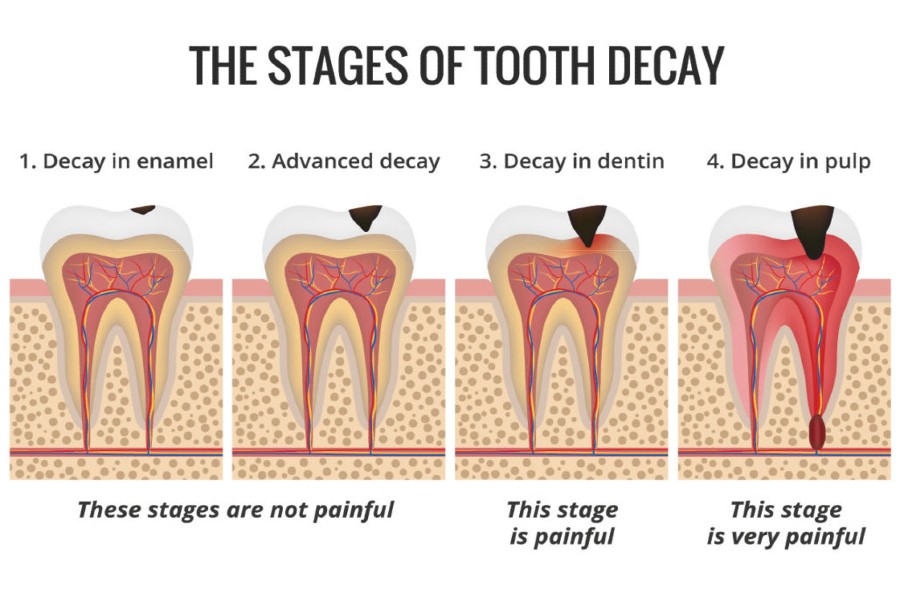 THE STAGES OF TOOTH DECAY
1. Decay in enamel
2. Advanced decay
3. Decay in dentin
4. Decay in pulp
These stages are not painful
This stage
is painful
This stage
is very painful